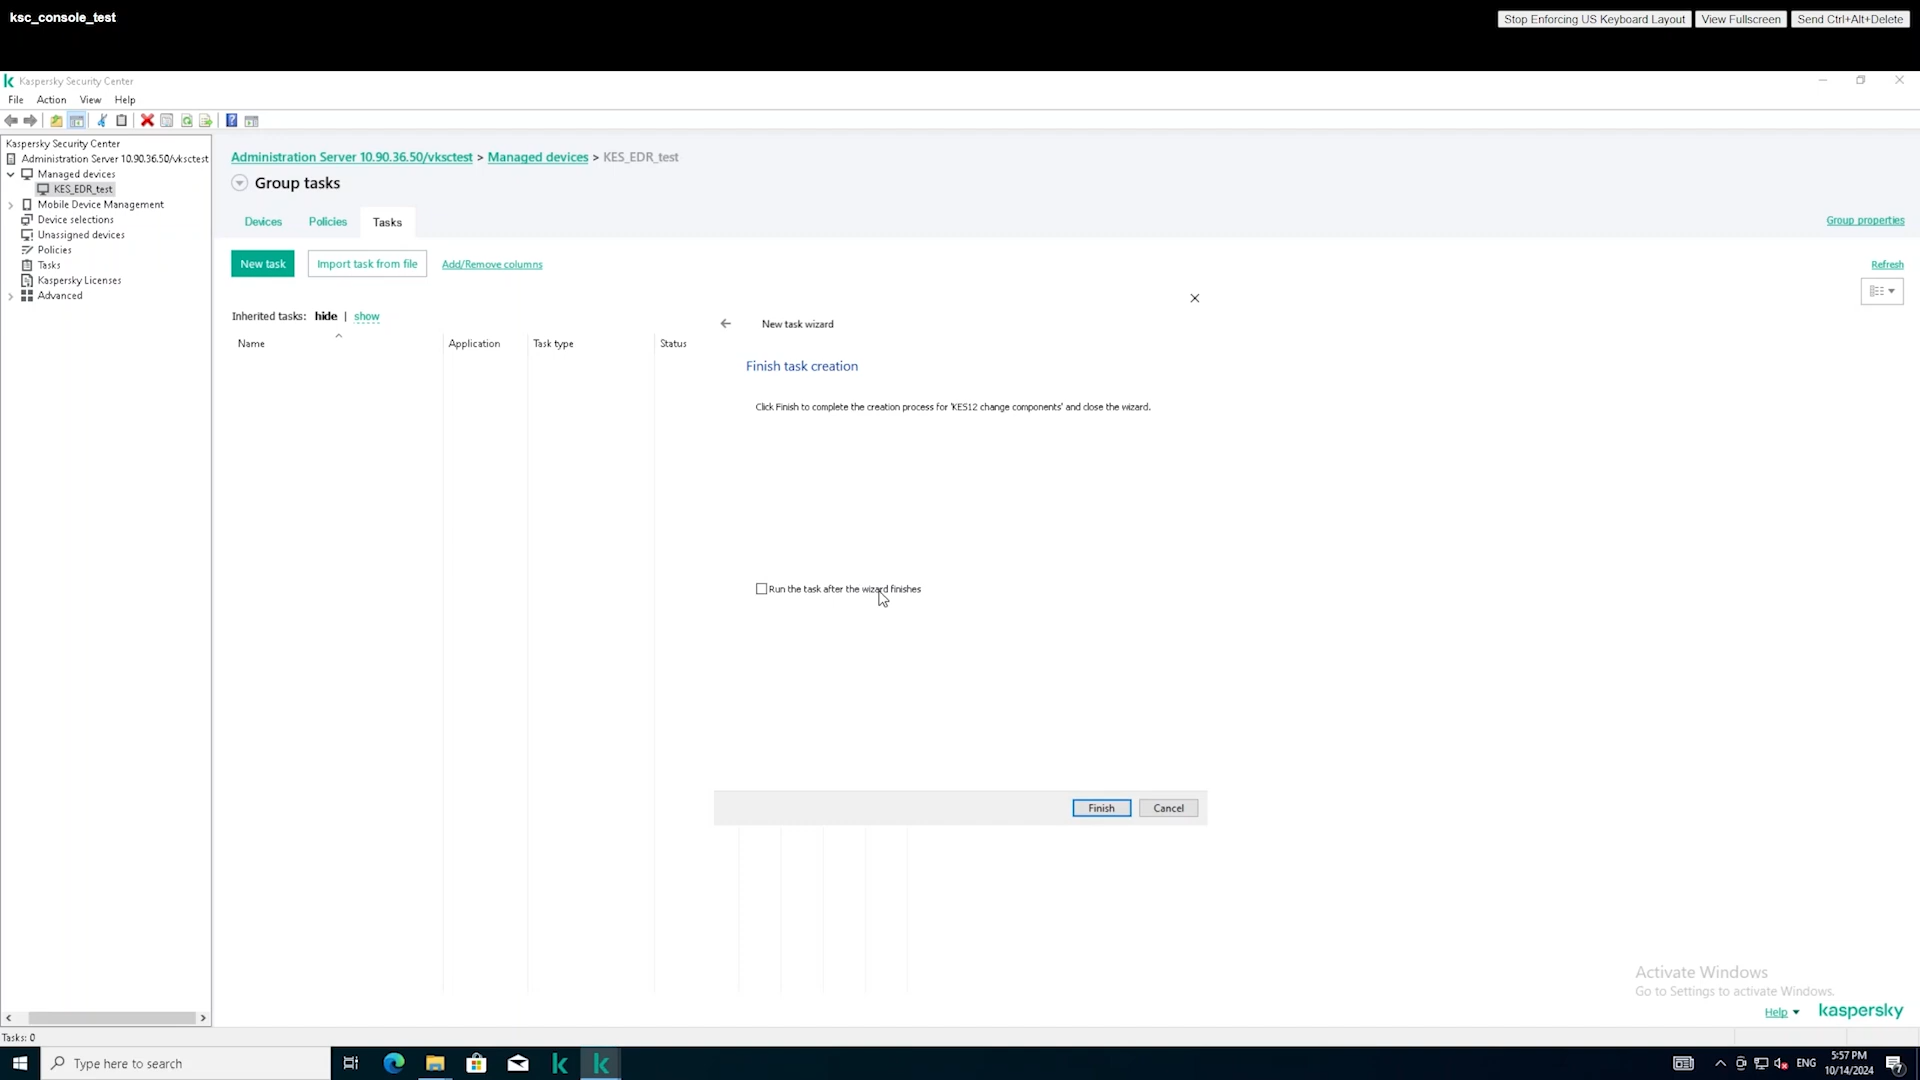 ksc_console_test
Stop Enforcing US Keyboard Layout
View Fullscreen
Send Ctrl+Alt+Delete
Kaspersky Security Center
File Action View Help
Kaspersky Security Center
Administration Server 10.90.36.50/vksctest
Managed devices
KES_EDR_test
Mobile Device Management
Device selections
Unassigned devices
Policies
Tasks
Kaspersky Licenses
Advanced
Administration Server 10.90.36.50/vksctest > Managed devices > KES_EDR_test
Group tasks
Devices Policies Tasks
Group properties
New task Import task from file Add/Remove columns
Refresh
Inherited tasks: hide | show
Name Application Task type Status
New task wizard
Finish task creation
Click Finish to complete the creation process for 'KES12 change components' and close the wizard.
Run the task after the wizard finishes
Finish Cancel
Activate Windows
Go to Settings to activate Windows.
Help kaspersky
Tasks: 0
Type here to search
ENG
5:57 PM
10/14/2024
7